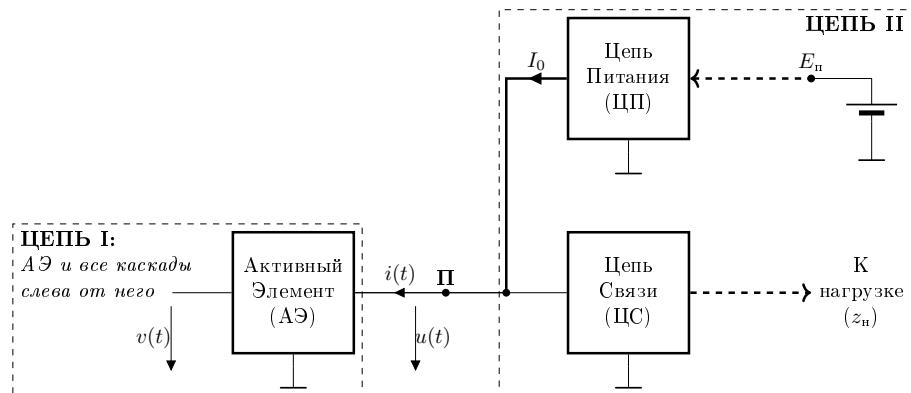 ЦЕПЬ II
Цепь
Питания
(ЦП)
I₀
Eп
ЦЕПЬ I:
АЭ и все каскады
слева от него
Активный
Элемент
(АЭ)
i(t)
П
v(t)
u(t)
Цепь
Связи
(ЦС)
К
нагрузке
(zн)